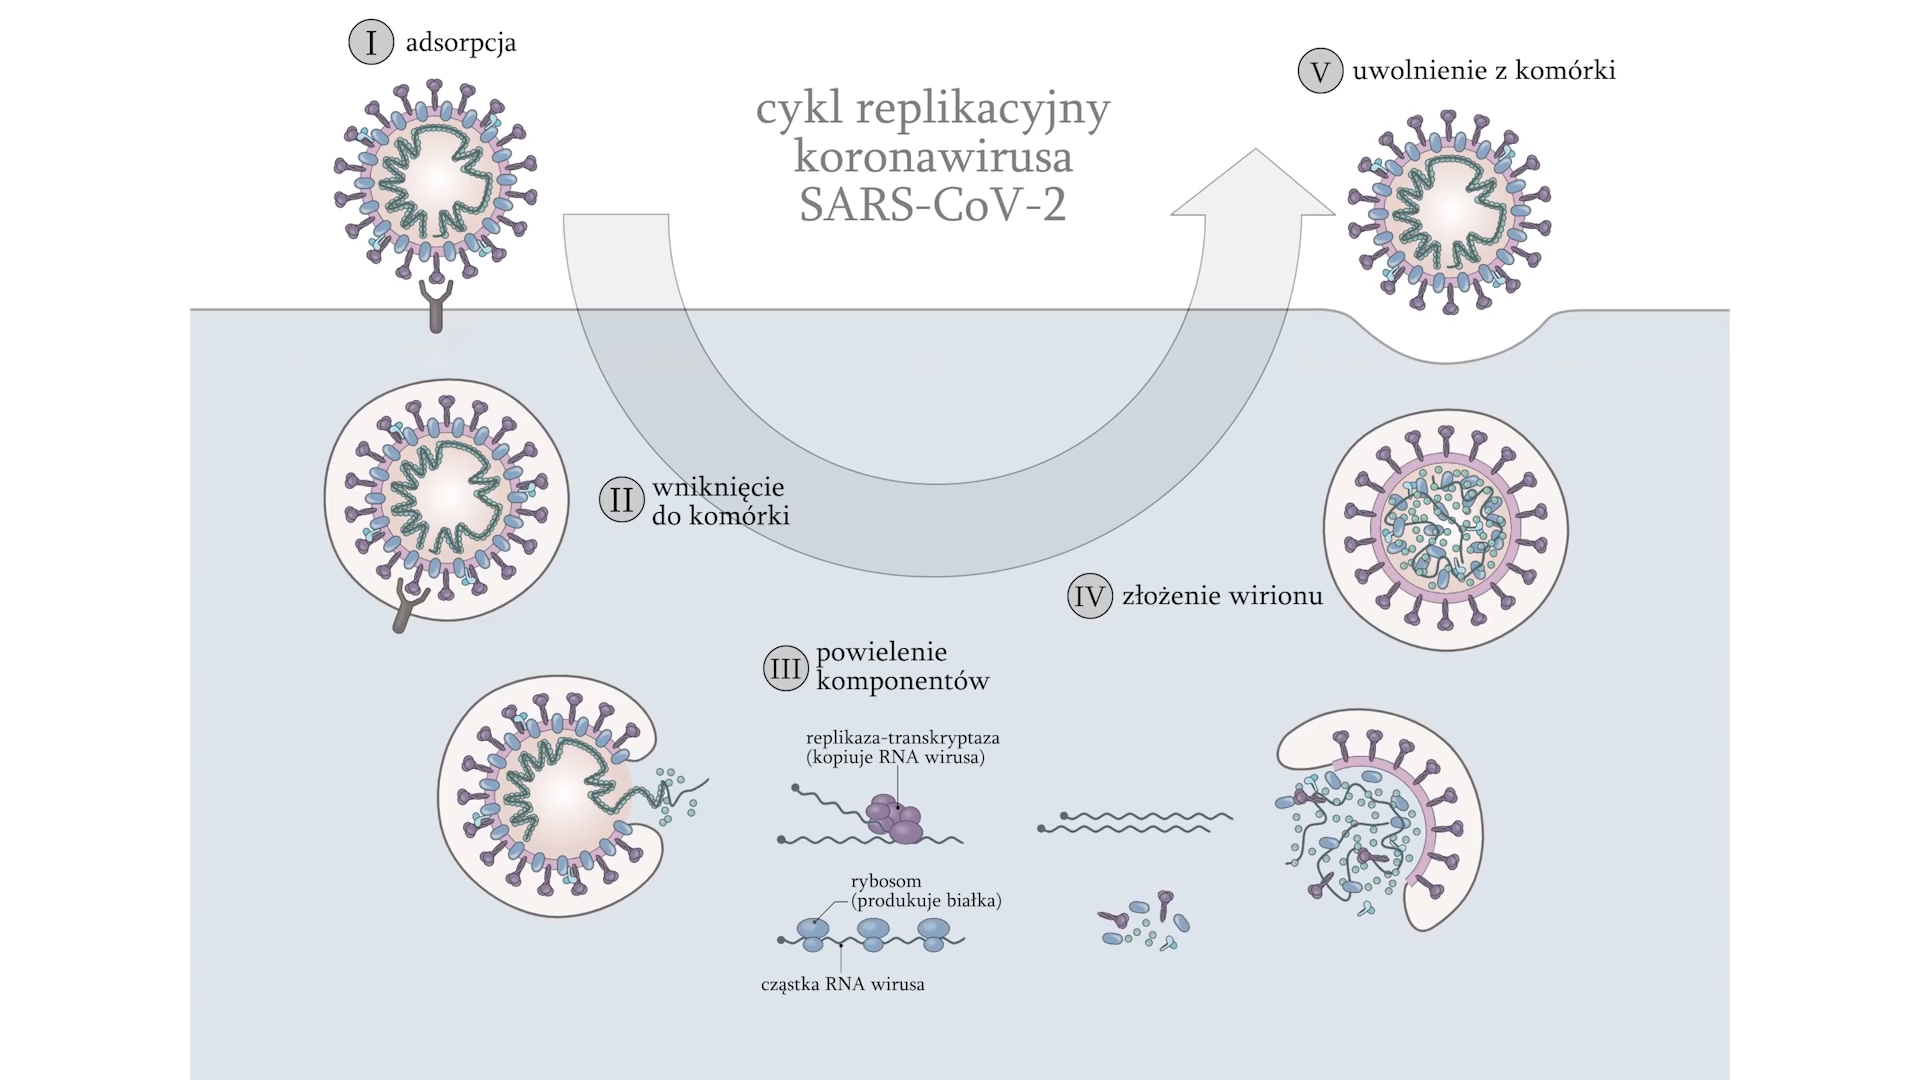 I adsorpcja
cykl replikacyjny
koronawirusa
SARS-CoV-2
V uwolnienie z komórki
II wniknięcie
do komórki
IV złożenie wirionu
III powielenie
komponentów
replikaza-transkryptaza
(kopiuje RNA wirusa)
rybosom
(produkuje białka)
cząstka RNA wirusa